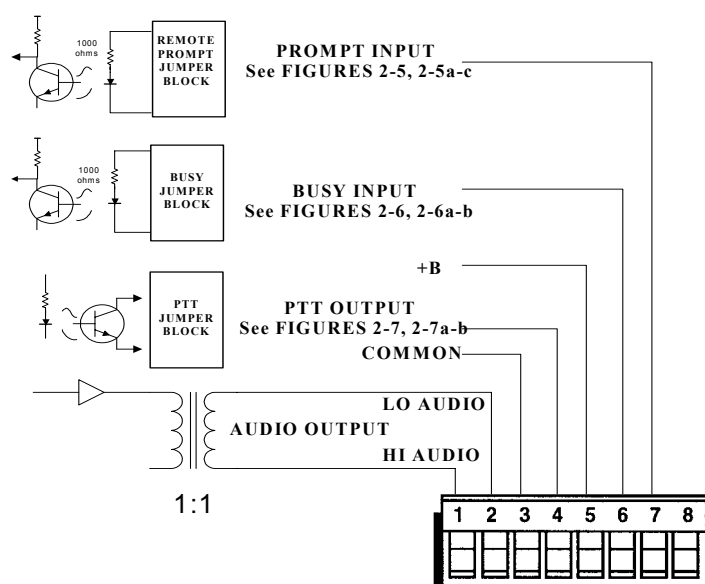 1000
ohms
REMOTE
PROMPT
JUMPER
BLOCK
PROMPT INPUT
See FIGURES 2-5, 2-5a-c
1000
ohms
BUSY
JUMPER
BLOCK
BUSY INPUT
See FIGURES 2-6, 2-6a-b
+B
PTT
JUMPER
BLOCK
PTT OUTPUT
See FIGURES 2-7, 2-7a-b
COMMON
LO AUDIO
AUDIO OUTPUT
HI AUDIO
1:1
1 2 3 4 5 6 7 8